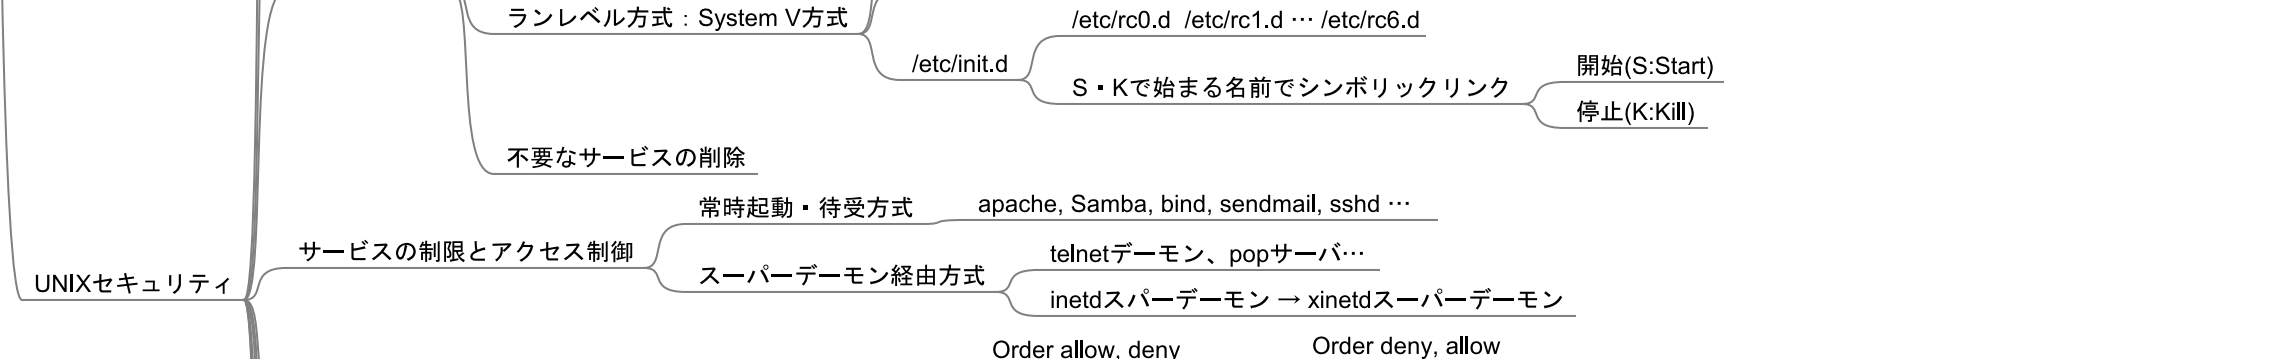 ランレベル方式：System V方式
/etc/rc0.d /etc/rc1.d … /etc/rc6.d
/etc/init.d
S・Kで始まる名前でシンボリックリンク
開始(S:Start)
停止(K:Kill)
不要なサービスの削除
常時起動・待受方式
apache, Samba, bind, sendmail, sshd …
サービスの制限とアクセス制御
telnetデーモン、popサーバ…
スーパーデーモン経由方式
UNIXセキュリティ
inetdスパーデーモン → xinetdスーパーデーモン
Order allow, deny
Order deny, allow